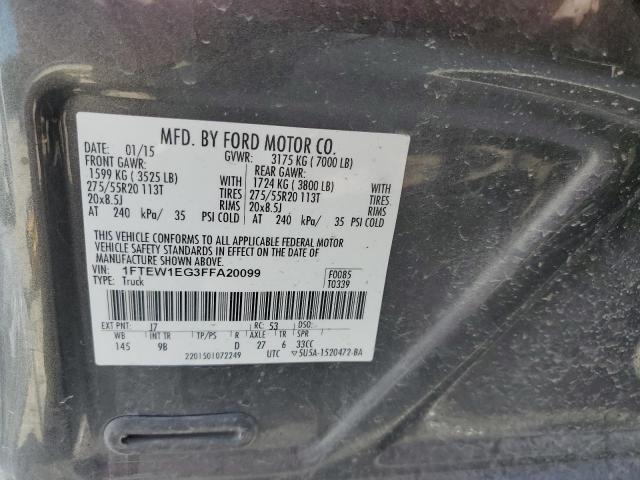 MFD. BY FORD MOTOR CO.
DATE: 01/15 GVWR: 3175 KG ( 7000 LB)
FRONT GAWR: REAR GAWR:
1599 KG ( 3525 LB) WITH 1724 KG ( 3800 LB) WITH
275/55R20 113T TIRES 275/55R20 113T TIRES
20x8.5J RIMS 20x8.5J RIMS
AT 240 kPa/ 35 PSI COLD AT 240 kPa/ 35 PSI COLD
THIS VEHICLE CONFORMS TO ALL APPLICABLE FEDERAL MOTOR
VEHICLE SAFETY STANDARDS IN EFFECT ON THE DATE OF
MANUFACTURE SHOWN ABOVE.
VIN: 1FTEW1EG3FFA20099 F0085
TYPE: Truck T0339
EXT PNT: J7 RC: 53 DSO:
WB INT TR TP/PS R AXLE TR SPR
145 9B D 27 6 33CC
2201501072249 UTC 5U5A-1520472-BA